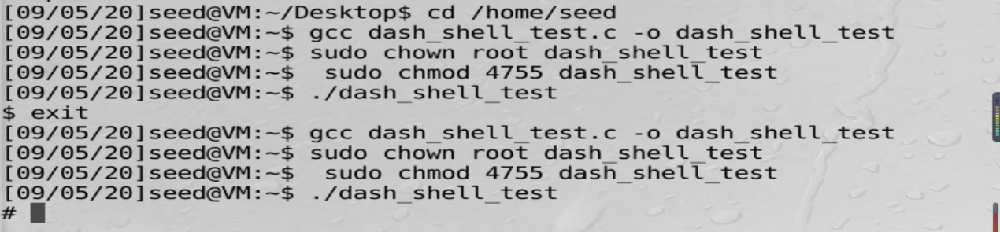 [09/05/20]seed@VM:~/Desktop$ cd /home/seed
[09/05/20]seed@VM:~$ gcc dash_shell_test.c -o dash_shell_test
[09/05/20]seed@VM:~$ sudo chown root dash_shell_test
[09/05/20]seed@VM:~$  sudo chmod 4755 dash_shell_test
[09/05/20]seed@VM:~$ ./dash_shell_test
$ exit
[09/05/20]seed@VM:~$ gcc dash_shell_test.c -o dash_shell_test
[09/05/20]seed@VM:~$ sudo chown root dash_shell_test
[09/05/20]seed@VM:~$  sudo chmod 4755 dash_shell_test
[09/05/20]seed@VM:~$ ./dash_shell_test
#